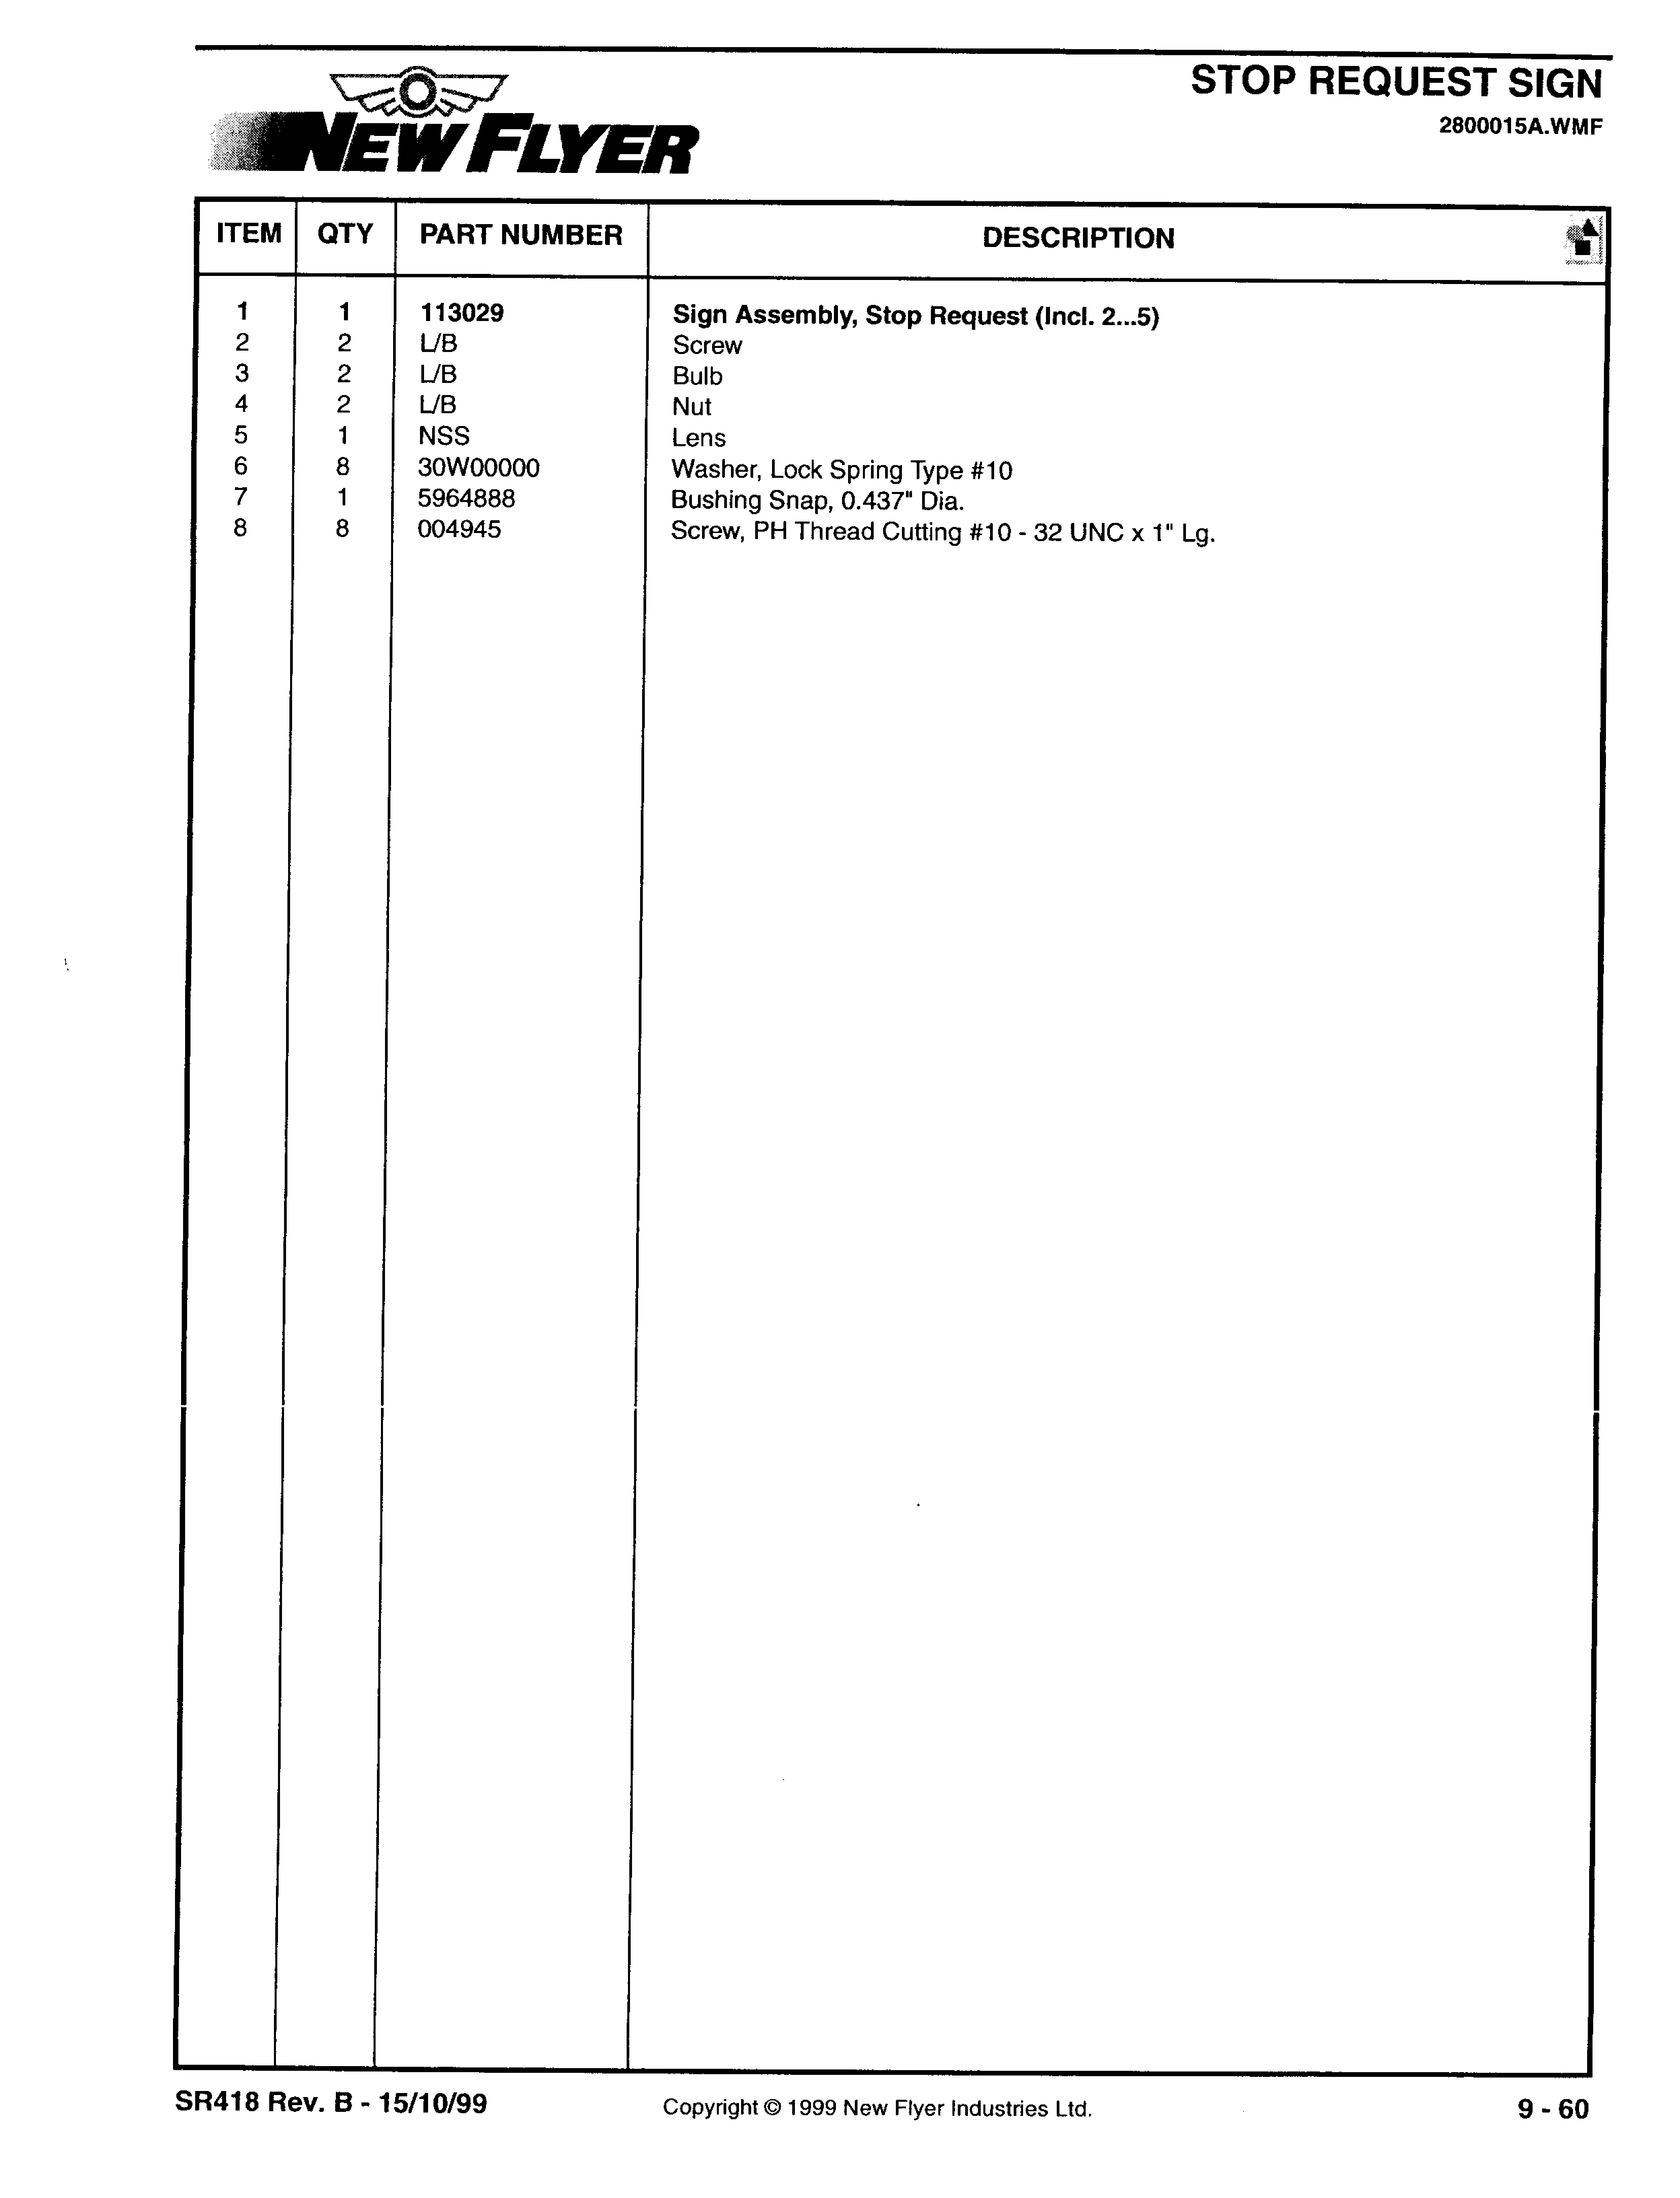 NEW FLYER
STOP REQUEST SIGN
2800015A.WMF
ITEM QTY PART NUMBER DESCRIPTION
1 1 113029 Sign Assembly, Stop Request (Incl. 2...5)
2 2 L/B Screw
3 2 L/B Bulb
4 2 L/B Nut
5 1 NSS Lens
6 8 30W00000 Washer, Lock Spring Type #10
7 1 5964888 Bushing Snap, 0.437" Dia.
8 8 004945 Screw, PH Thread Cutting #10 - 32 UNC x 1" Lg.
SR418 Rev. B - 15/10/99 Copyright © 1999 New Flyer Industries Ltd. 9 - 60